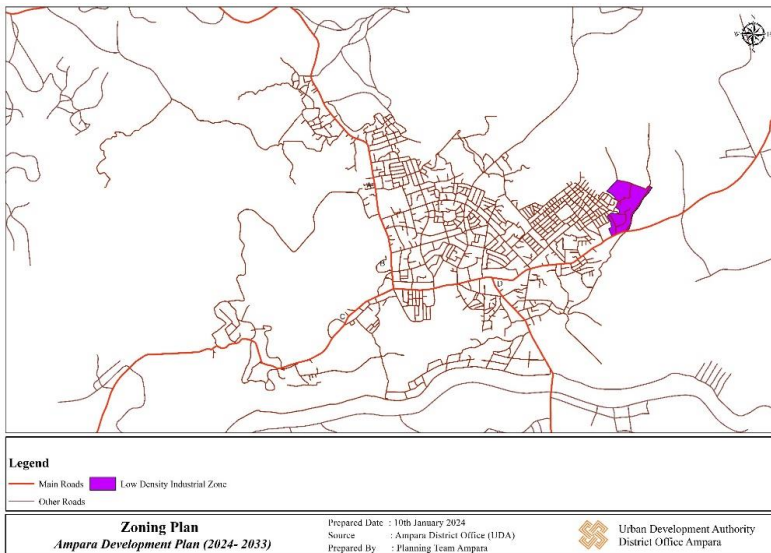 W
A
B
C
D
Legend
Main Roads
Low Density Industrial Zone
Other Roads
Zoning Plan
Ampara Development Plan (2024- 2033)
Prepared Date : 10th January 2024
Source : Ampara District Office (UDA)
Prepared By : Planning Team Ampara
Urban Development Authority
District Office Ampara